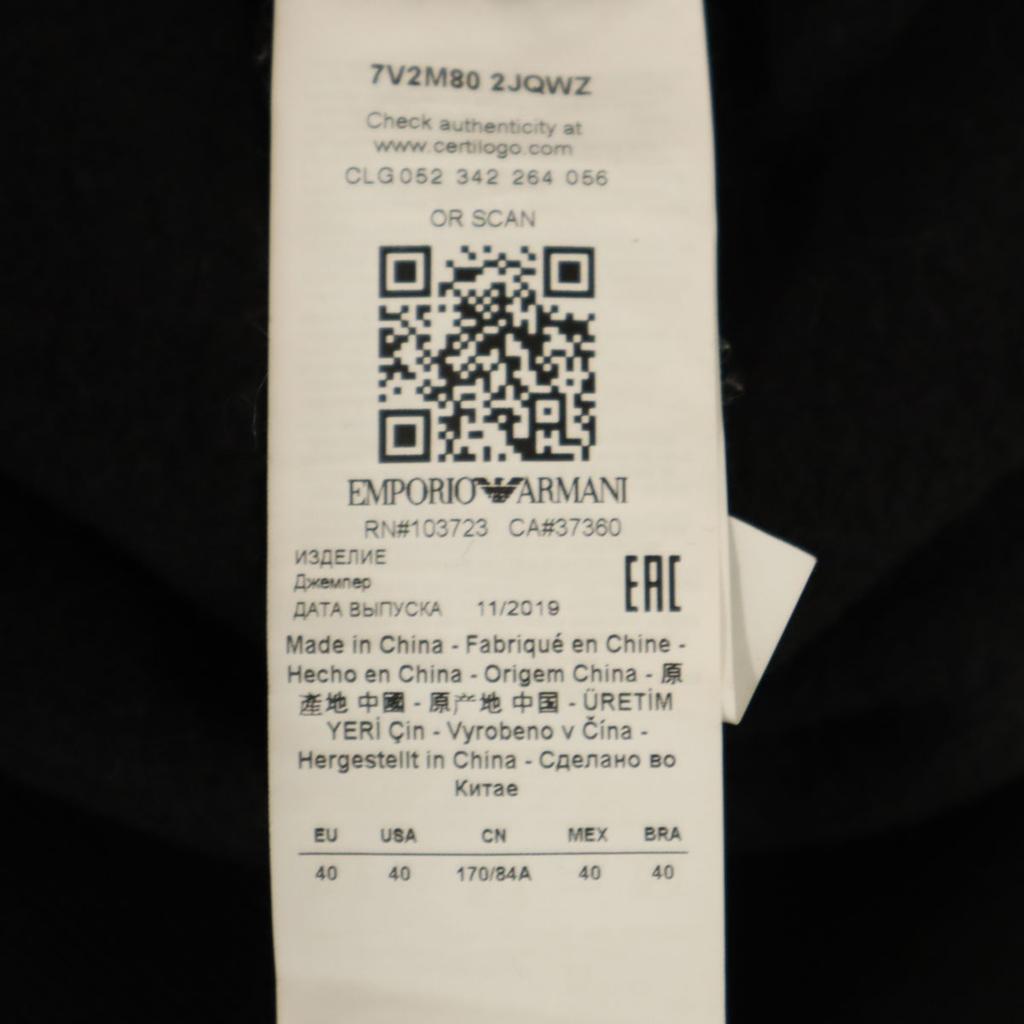 7V2M80 2JQWZ
Check authenticity at
www.certilogo.com
CLG 052 342 264 056
OR SCAN
EMPORIO ARMANI
RN#103723 CA#37360
ИЗДЕЛИЕ
Джемпер
ДАТА ВЫПУСКА 11/2019
EAC
Made in China - Fabriqué en Chine -
Hecho en China - Origem China - 原
產地 中國 - 原产地 中国 - ÜRETİM
YERİ Çin - Vyrobeno v Čína -
Hergestellt in China - Сделано во
Китае
EU USA CN MEX BRA
40 40 170/84A 40 40